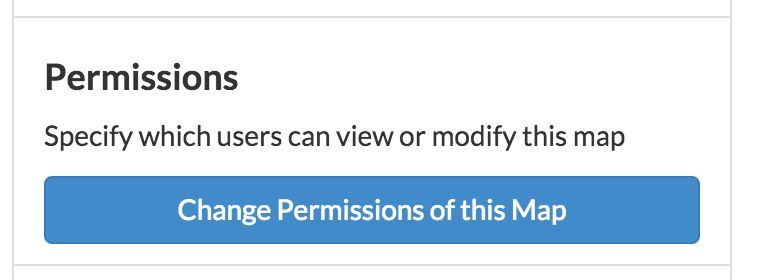 Permissions
Specify which users can view or modify this map
Change Permissions of this Map